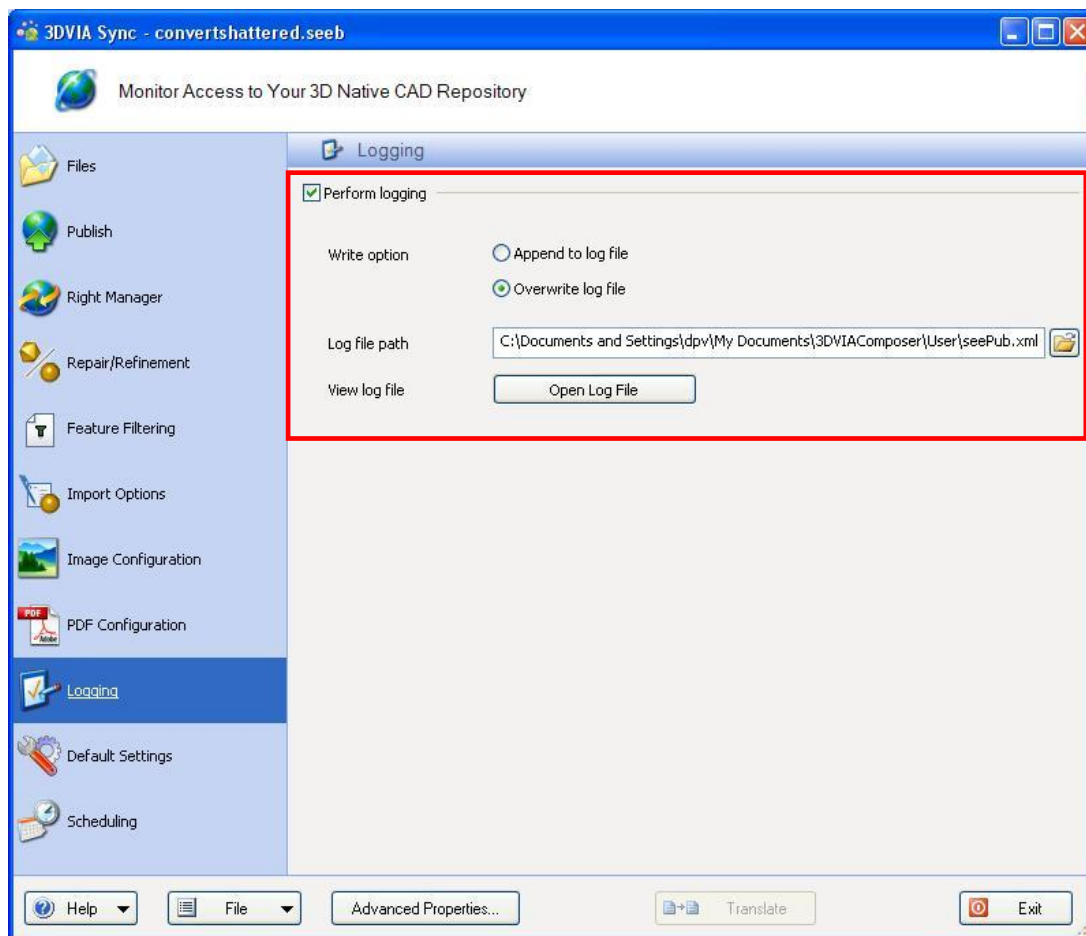 3DVIA Sync - convertshattered.seeb
Monitor Access to Your 3D Native CAD Repository
Files
Publish
Right Manager
Repair/Refinement
Feature Filtering
Import Options
Image Configuration
PDF
Adobe
PDF Configuration
Logging
Default Settings
Scheduling
Logging
Perform logging
Write option
Append to log file
Overwrite log file
Log file path
C:\Documents and Settings\dpv\My Documents\3DVIAComposer\User\seePub.xml
View log file
Open Log File
Help
File
Advanced Properties...
Translate
Exit